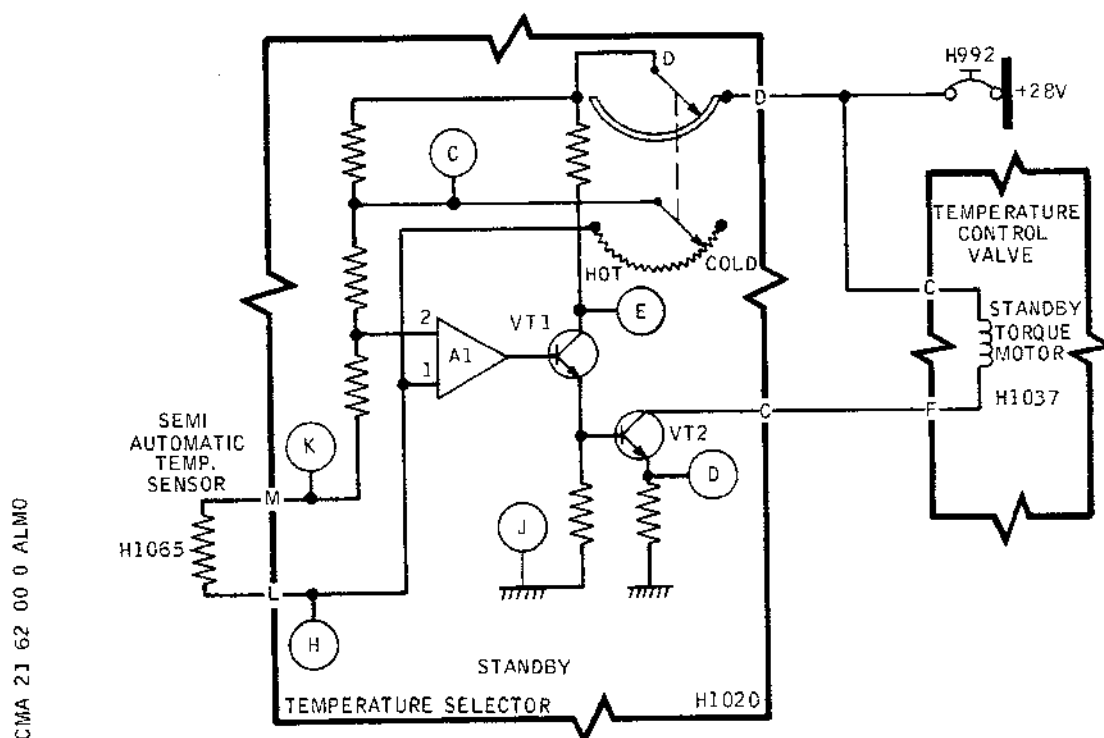 D
H992
D
+28V
C
TEMPERATURE
CONTROL
VALVE
HOT
COLD
C
E
STANDBY
TORQUE
MOTOR
2
VT1
A1
1
H1037
C
F
VT2
SEMI
AUTOMATIC
TEMP.
SENSOR
K
D
M
J
H1065
L
H
STANDBY
TEMPERATURE SELECTOR
H1020
CMA 21 62 00 0 ALMO